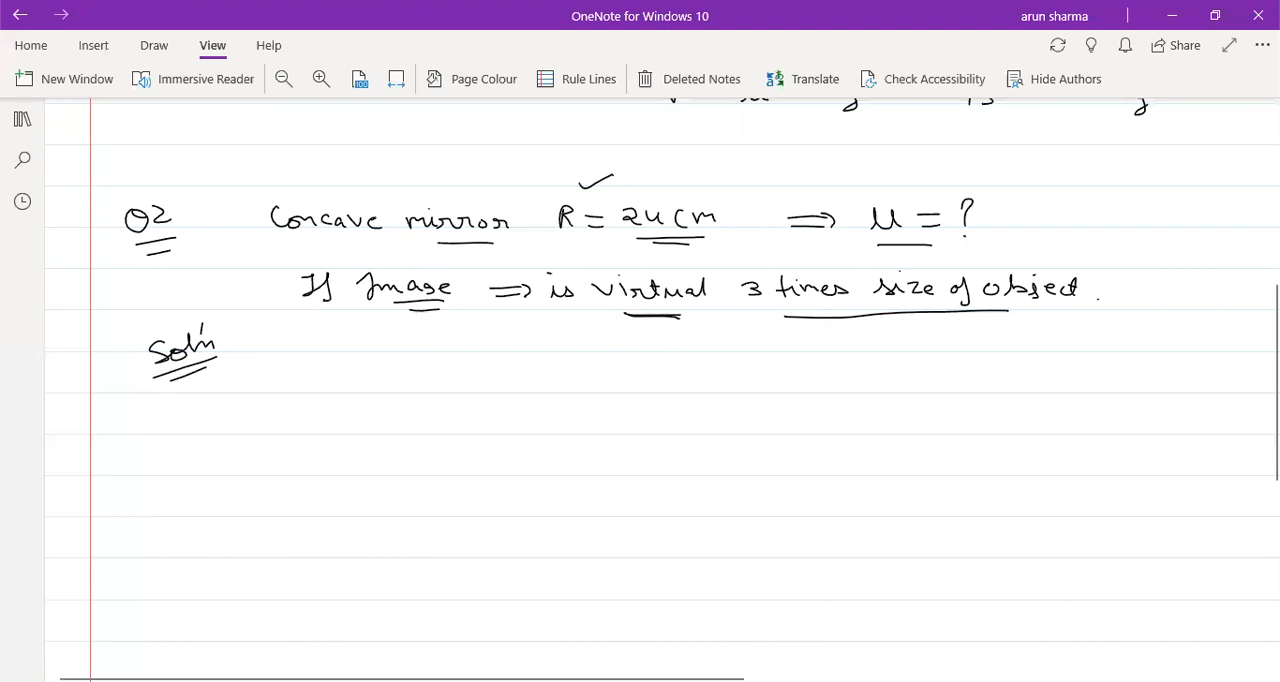 OneNote for Windows 10
arun sharma
Home Insert Draw View Help
Share
New Window Immersive Reader Page Colour Rule Lines Deleted Notes Translate Check Accessibility Hide Authors
Q2 Concave mirror R = 24 cm ⇒ u = ?
If Image ⇒ is virtual 3 times size of object.
Sol'n